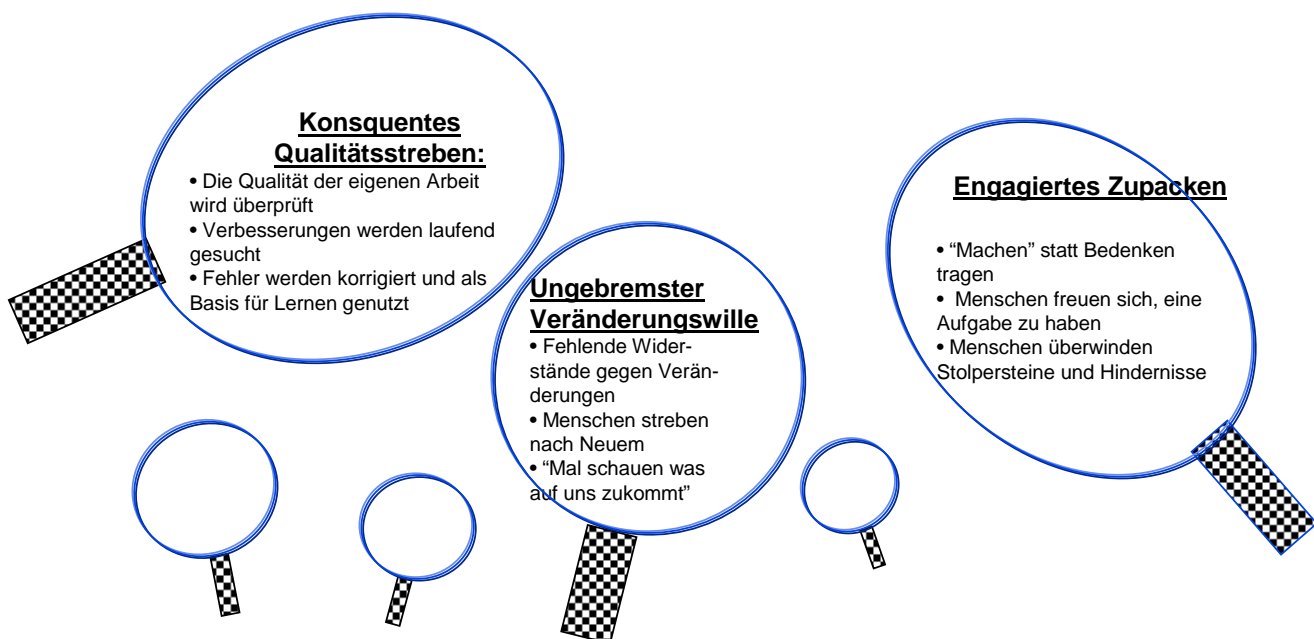 Konsquentes
Qualitätsstreben:
• Die Qualität der eigenen Arbeit
wird überprüft
• Verbesserungen werden laufend
gesucht
• Fehler werden korrigiert und als
Basis für Lernen genutzt
Ungebremster
Veränderungswille
• Fehlende Wider-
stände gegen Verän-
derungen
• Menschen streben
nach Neuem
• “Mal schauen was
auf uns zukommt”
Engagiertes Zupacken
• “Machen” statt Bedenken
tragen
• Menschen freuen sich, eine
Aufgabe zu haben
• Menschen überwinden
Stolpersteine und Hindernisse